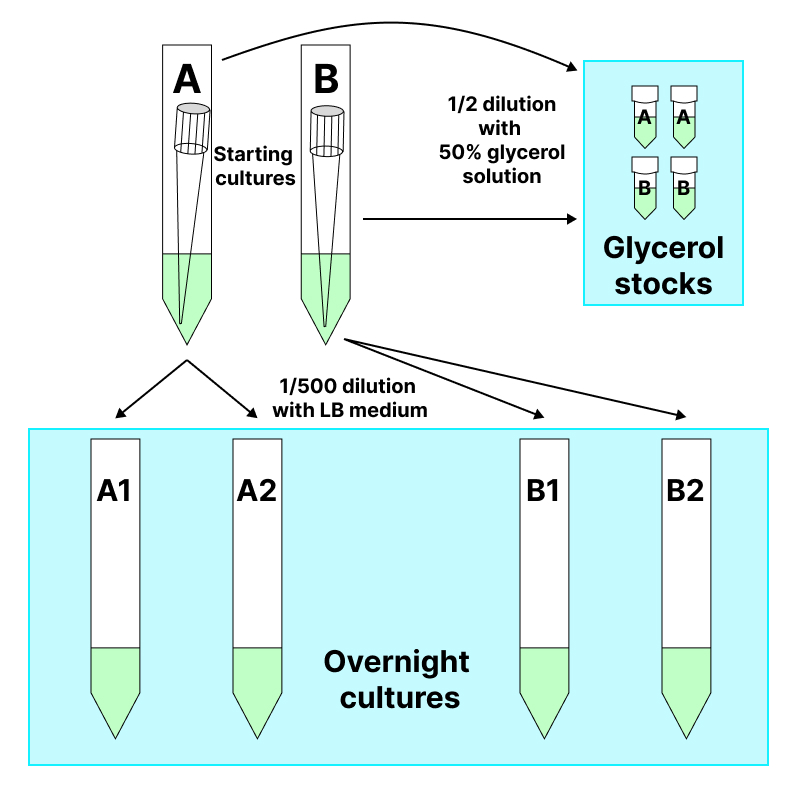 A
B
Starting
cultures
1/2 dilution
with
50% glycerol
solution
A
A
B
B
Glycerol
stocks
1/500 dilution
with LB medium
A1
A2
B1
B2
Overnight
cultures